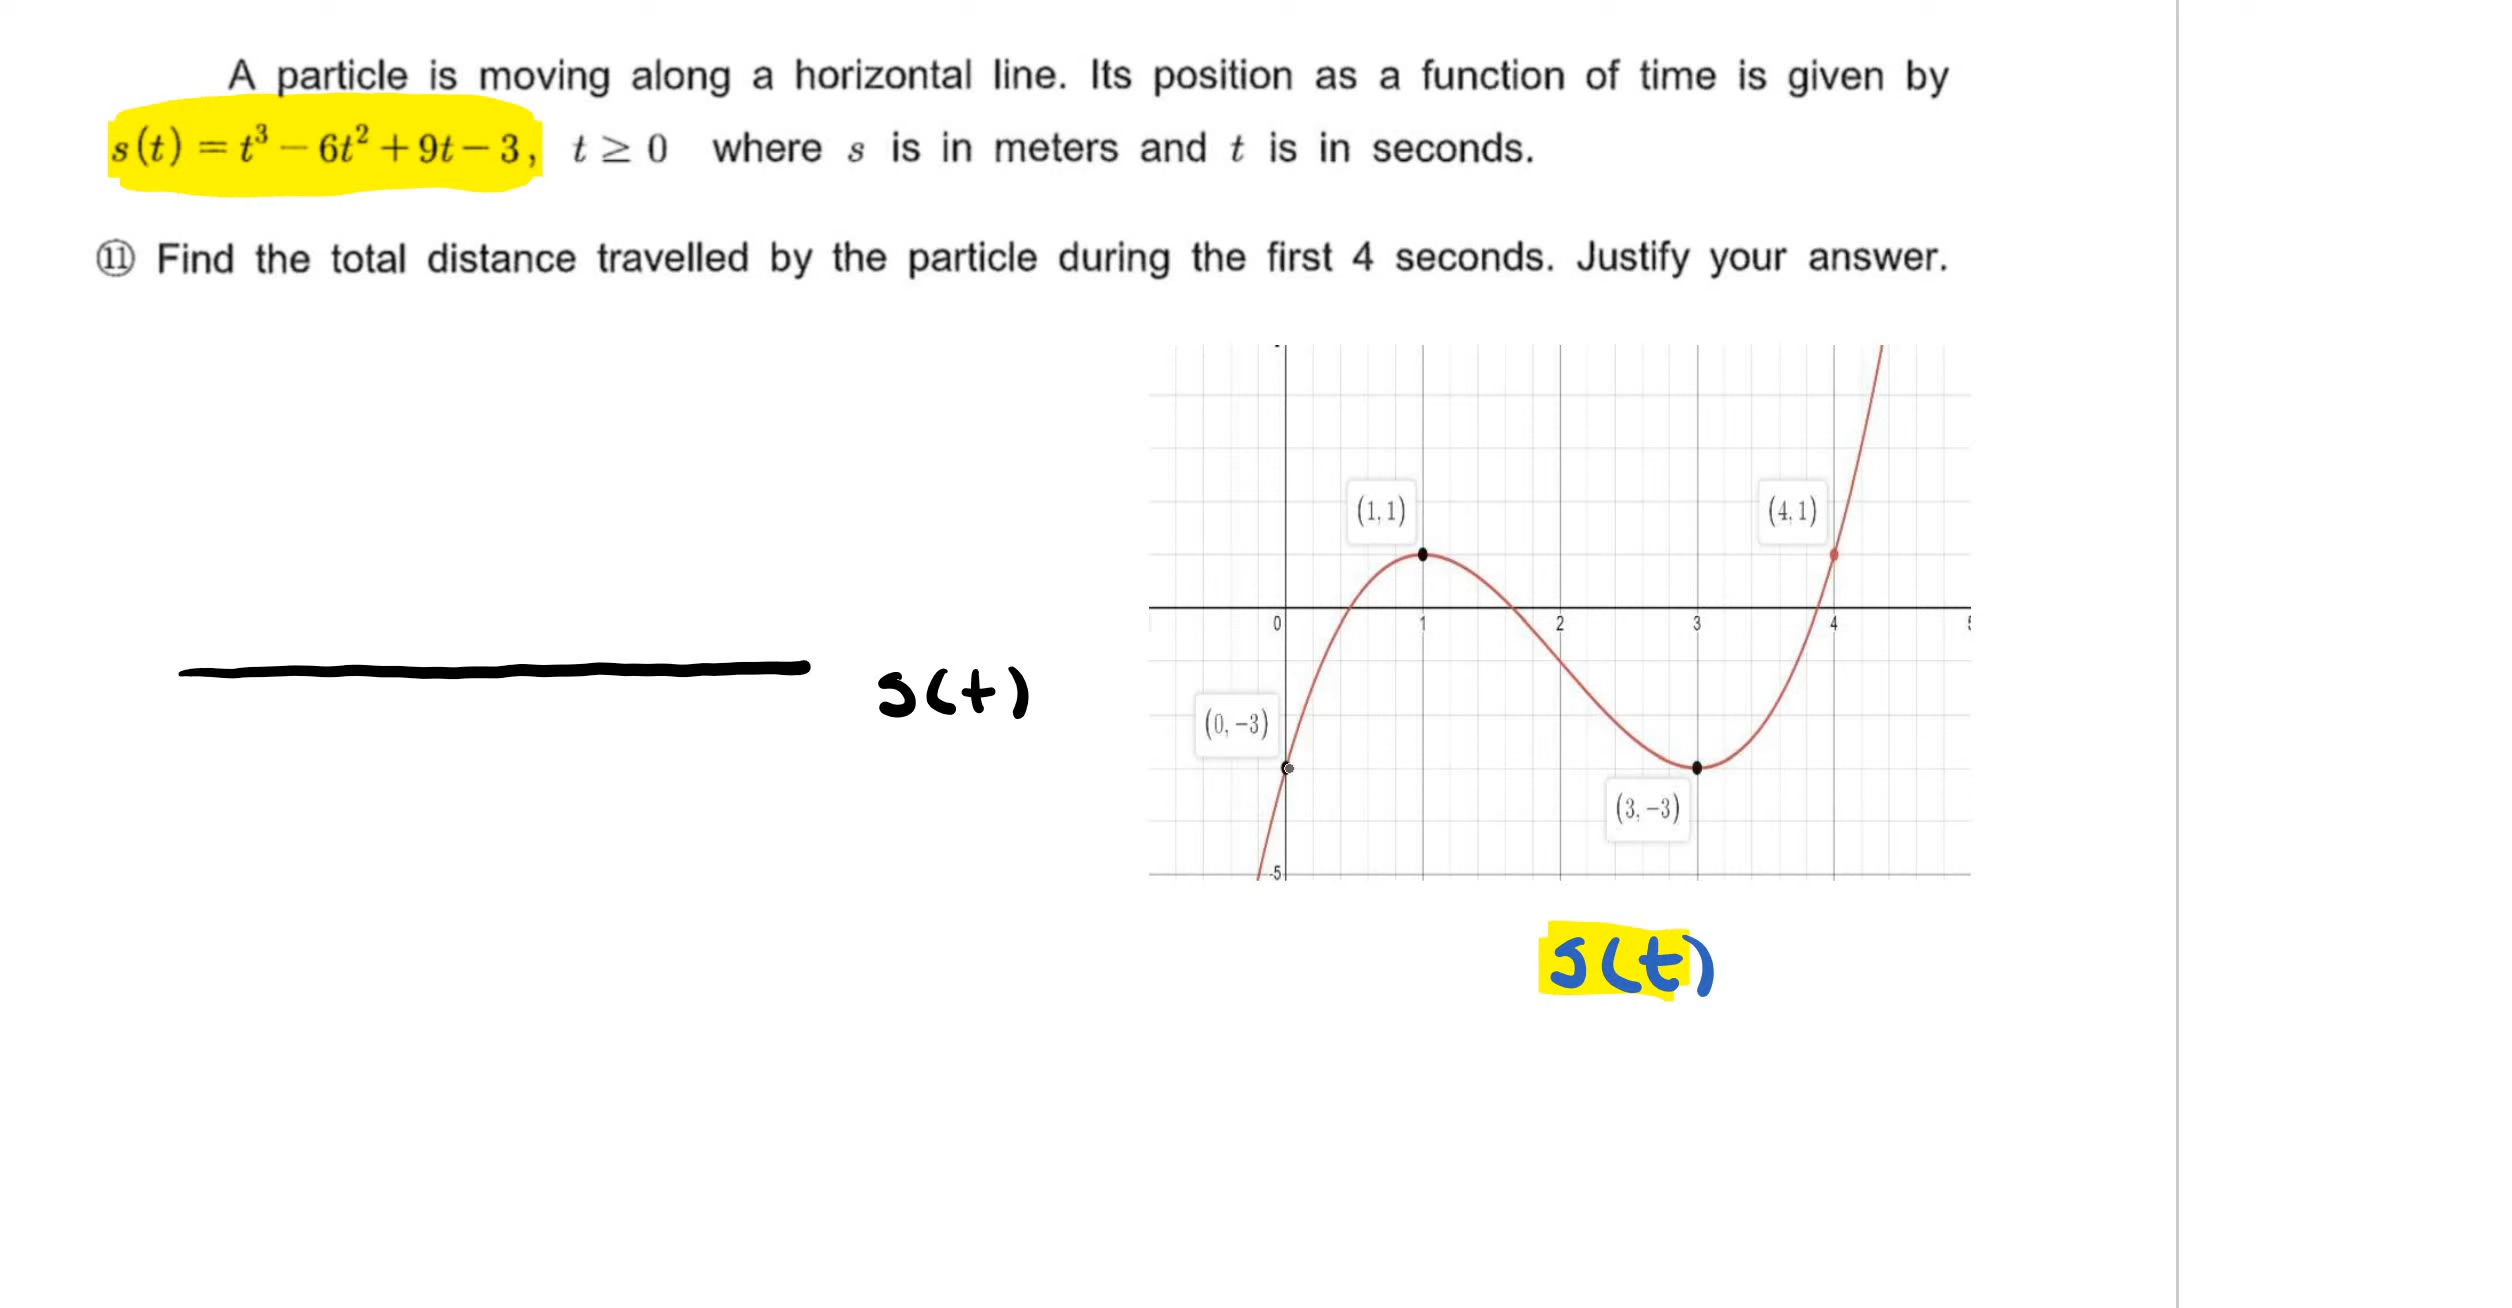 A particle is moving along a horizontal line. Its position as a function of time is given by
s(t) = t³ − 6t² + 9t − 3, t ≥ 0 where s is in meters and t is in seconds.
⑪ Find the total distance travelled by the particle during the first 4 seconds. Justify your answer.
(1, 1)
(4, 1)
0 1 2 3 4
s(t)
(0, −3)
(3, −3)
-5
s(t)